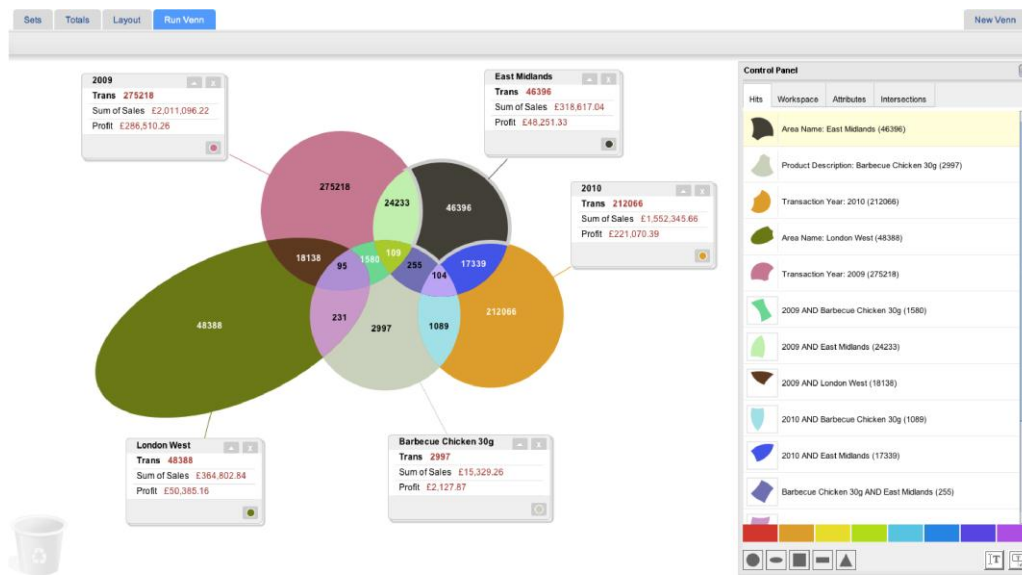 Sets Totals Layout Run Venn New Venn
2009
Trans 275218
Sum of Sales £2,011,096.22
Profit £286,510.26
East Midlands
Trans 46396
Sum of Sales £318,617.04
Profit £48,251.33
2010
Trans 212066
Sum of Sales £1,552,345.66
Profit £221,070.39
275218
24233
46396
18138
95
1580
109
255
104
17339
48388
231
2997
1089
212066
London West
Trans 48388
Sum of Sales £364,802.84
Profit £50,385.16
Barbecue Chicken 30g
Trans 2997
Sum of Sales £15,329.26
Profit £2,127.87
Control Panel
Hits Workspace Attributes Intersections
Area Name: East Midlands (46396)
Product Description: Barbecue Chicken 30g (2997)
Transaction Year: 2010 (212066)
Area Name: London West (48388)
Transaction Year: 2009 (275218)
2009 AND Barbecue Chicken 30g (1580)
2009 AND East Midlands (24233)
2009 AND London West (18138)
2010 AND Barbecue Chicken 30g (1089)
2010 AND East Midlands (17339)
Barbecue Chicken 30g AND East Midlands (255)